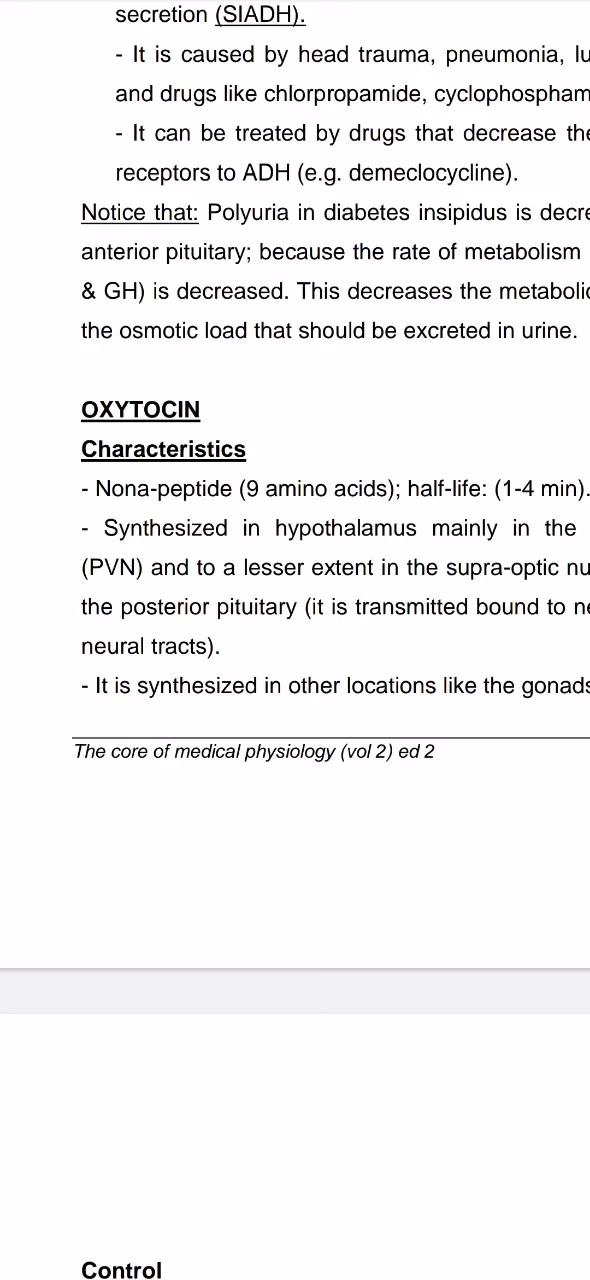 secretion (SIADH).
- It is caused by head trauma, pneumonia, lu
and drugs like chlorpropamide, cyclophospham
- It can be treated by drugs that decrease the
receptors to ADH (e.g. demeclocycline).
Notice that: Polyuria in diabetes insipidus is decre
anterior pituitary; because the rate of metabolism
& GH) is decreased. This decreases the metabolic
the osmotic load that should be excreted in urine.
OXYTOCIN
Characteristics
- Nona-peptide (9 amino acids); half-life: (1-4 min).
- Synthesized in hypothalamus mainly in the
(PVN) and to a lesser extent in the supra-optic nu
the posterior pituitary (it is transmitted bound to ne
neural tracts).
- It is synthesized in other locations like the gonads
The core of medical physiology (vol 2) ed 2
Control